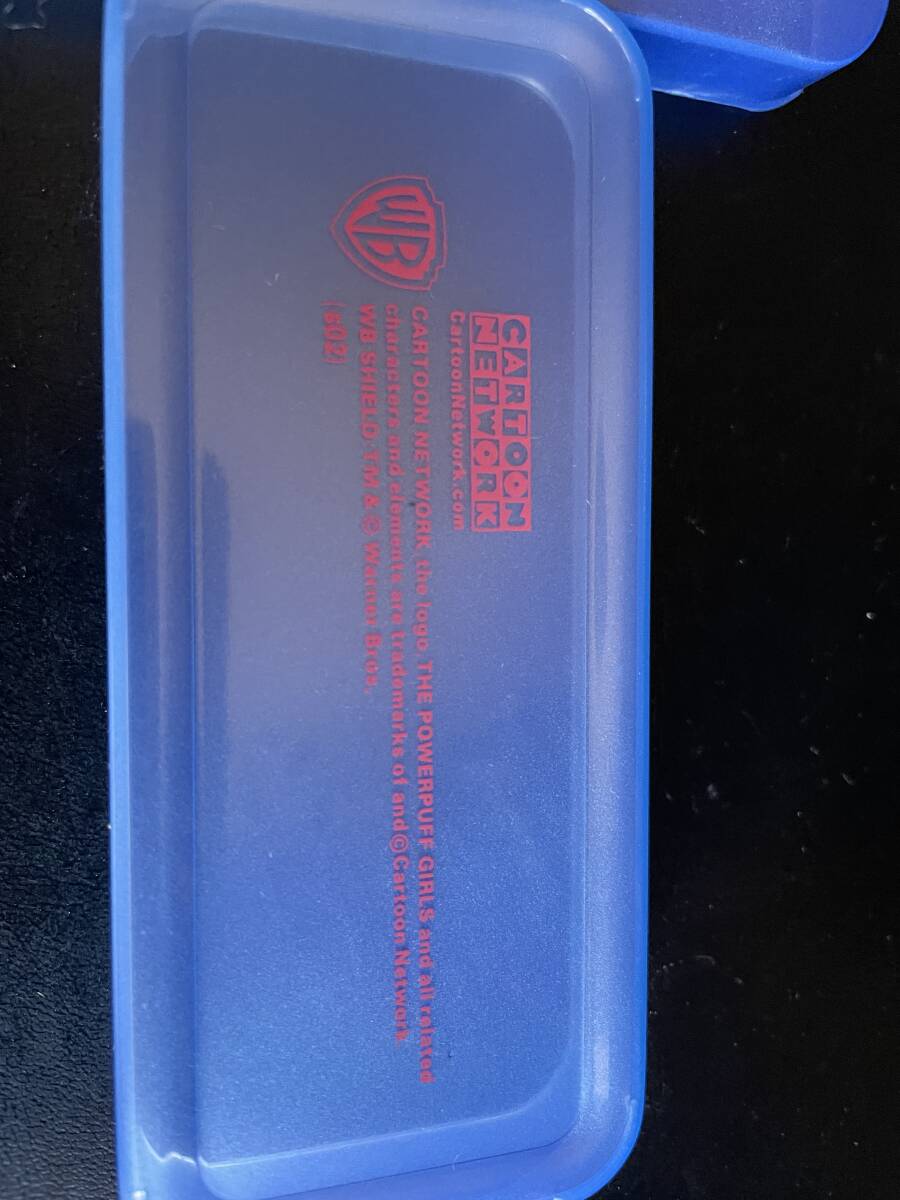 CARTOON
NETWORK
CartoonNetwork.com
WB
CARTOON NETWORK, the logo, THE POWERPUFF GIRLS and all related
characters and elements are trademarks of and © Cartoon Network.
WB SHIELD: TM & © Warner Bros.
(s02)